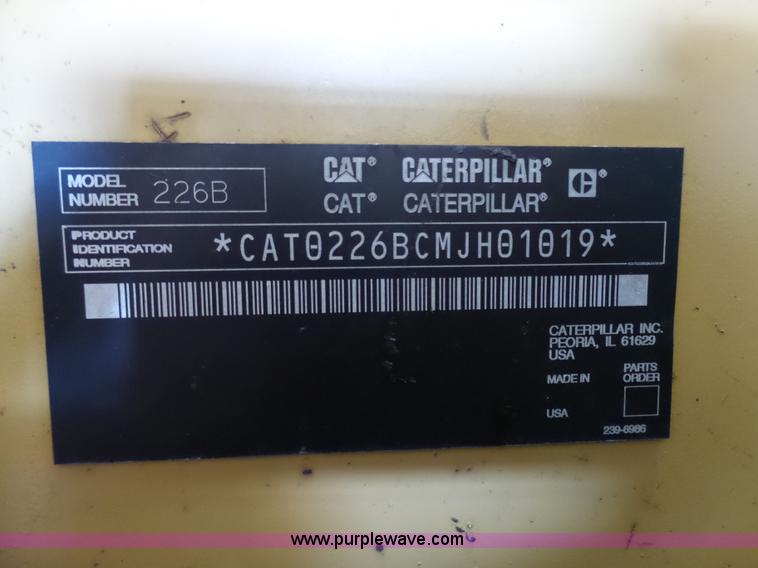 MODEL NUMBER 226B
CAT® CATERPILLAR® C®
CAT® CATERPILLAR®
PRODUCT IDENTIFICATION NUMBER
*CAT0226BCMJH01019*
CATERPILLAR INC.
PEORIA, IL 61629
USA
MADE IN
USA
PARTS
ORDER
239-6986
www.purplewave.com